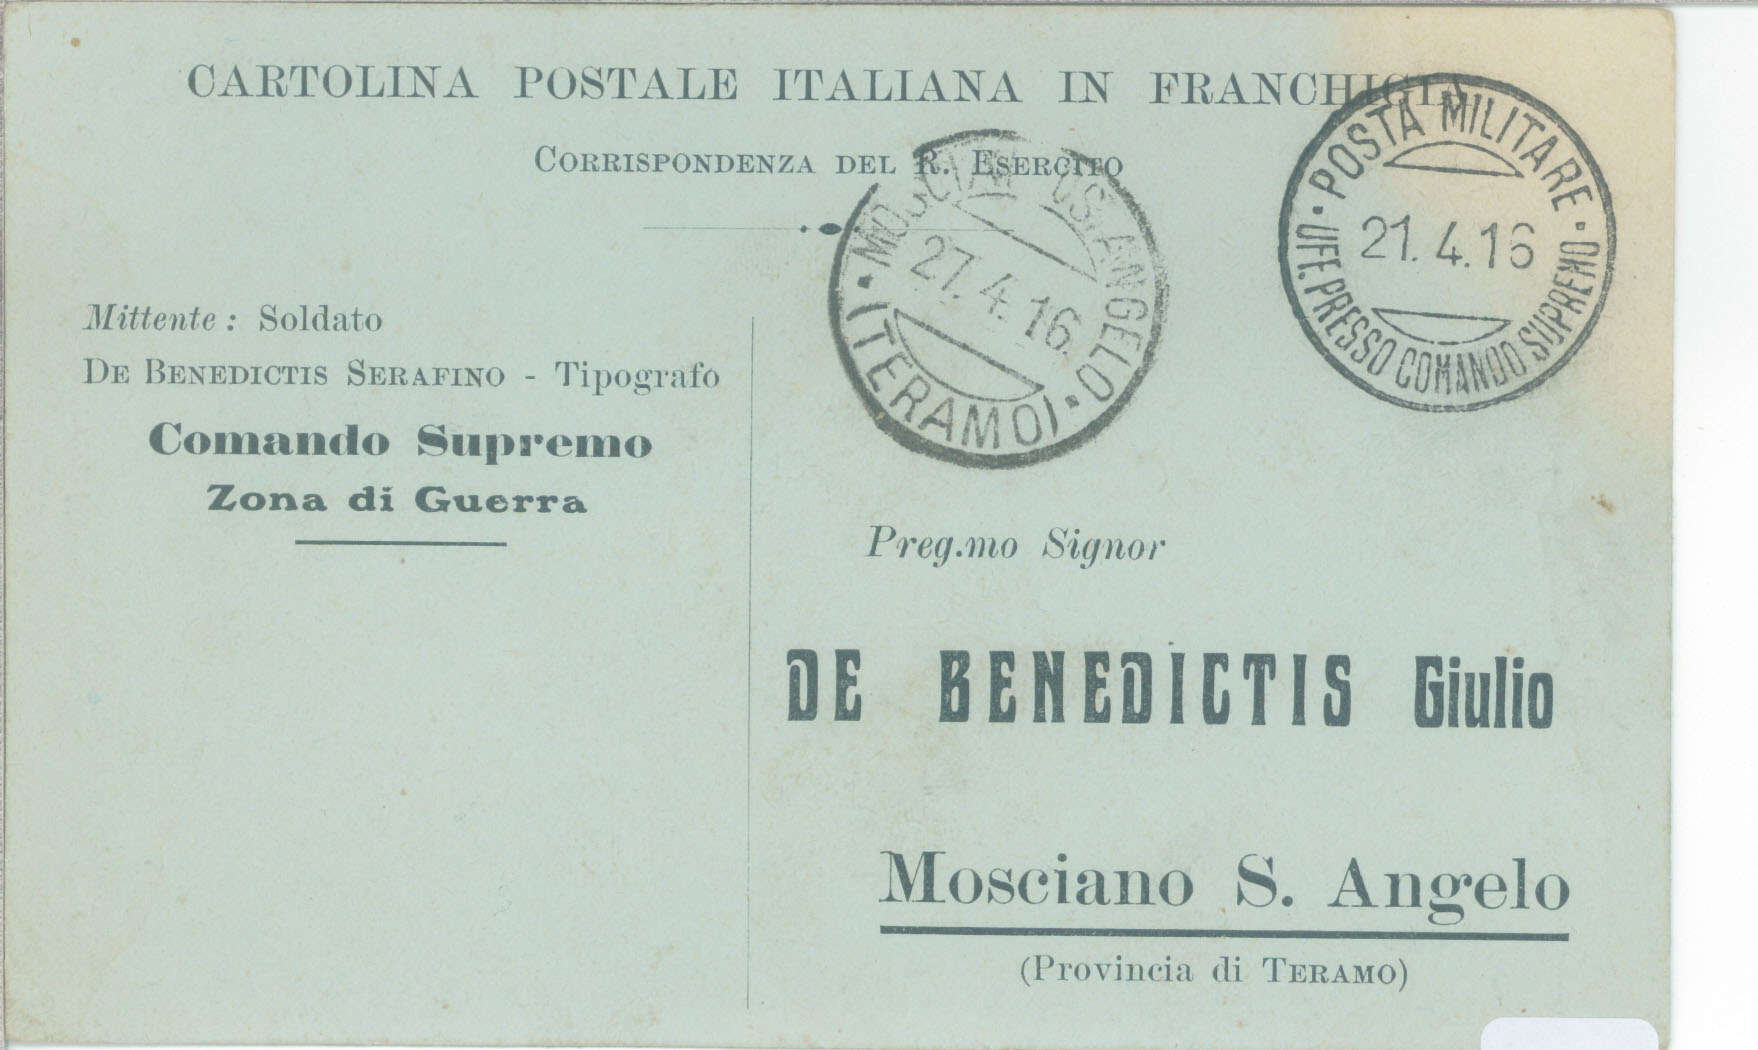 CARTOLINA POSTALE ITALIANA IN FRANCHIGIA
CORRISPONDENZA DEL R. ESERCITO
POSTA MILITARE
21.4.16
UFF. PRESSO COMANDO SUPREMO
MOSCIANO S. ANGELO
27.4.16.
(TERAMO)
Mittente : Soldato
DE BENEDICTIS SERAFINO - Tipografo
Comando Supremo
Zona di Guerra
Preg.mo Signor
DE BENEDICTIS Giulio
Mosciano S. Angelo
(Provincia di TERAMO)